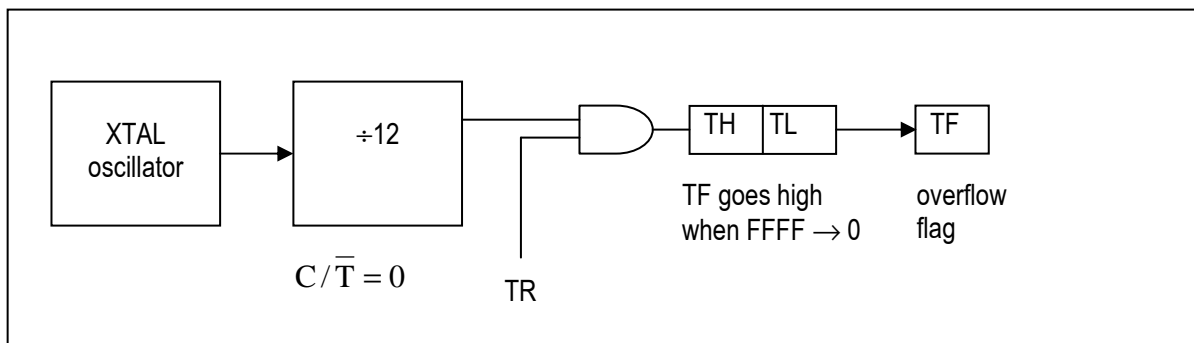 XTAL
oscillator
÷12
TH
TL
TF
TF goes high
when FFFF → 0
overflow
flag
C/T̅ = 0
TR